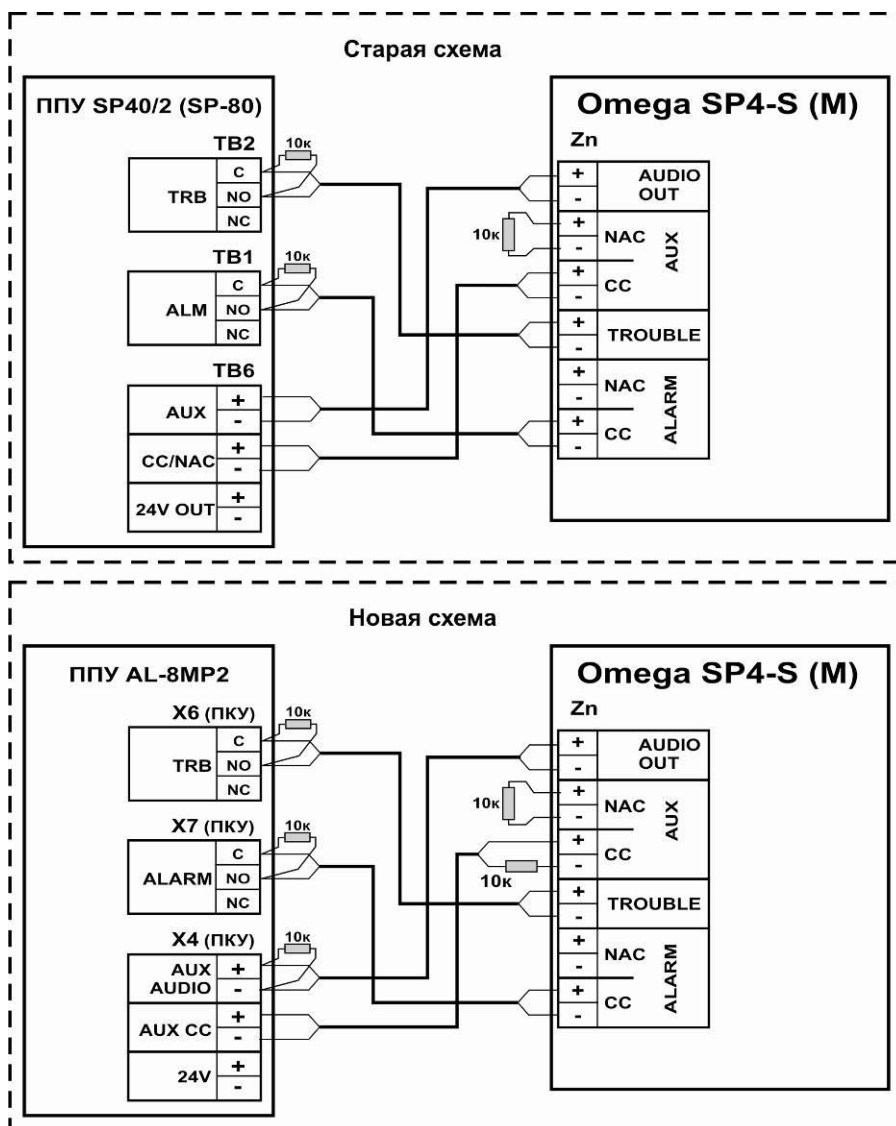 Старая схема
ППУ SP40/2 (SP-80)
TB2
10к
TRB
C
NO
NC
TB1
10к
ALM
C
NO
NC
TB6
AUX
+
-
CC/NAC
+
-
24V OUT
+
-
Omega SP4-S (M)
Zn
+
-
AUDIO
OUT
10к
+
-
NAC
AUX
+
-
CC
+
-
TROUBLE
+
-
NAC
ALARM
+
-
CC
Новая схема
ППУ AL-8MP2
X6 (ПКУ)
10к
TRB
C
NO
NC
X7 (ПКУ)
10к
ALARM
C
NO
NC
X4 (ПКУ)
10к
AUX
AUDIO
+
-
AUX CC
+
-
24V
+
-
Omega SP4-S (M)
Zn
+
-
AUDIO
OUT
10к
+
-
NAC
AUX
+
-
CC
10к
+
-
TROUBLE
+
-
NAC
ALARM
+
-
CC